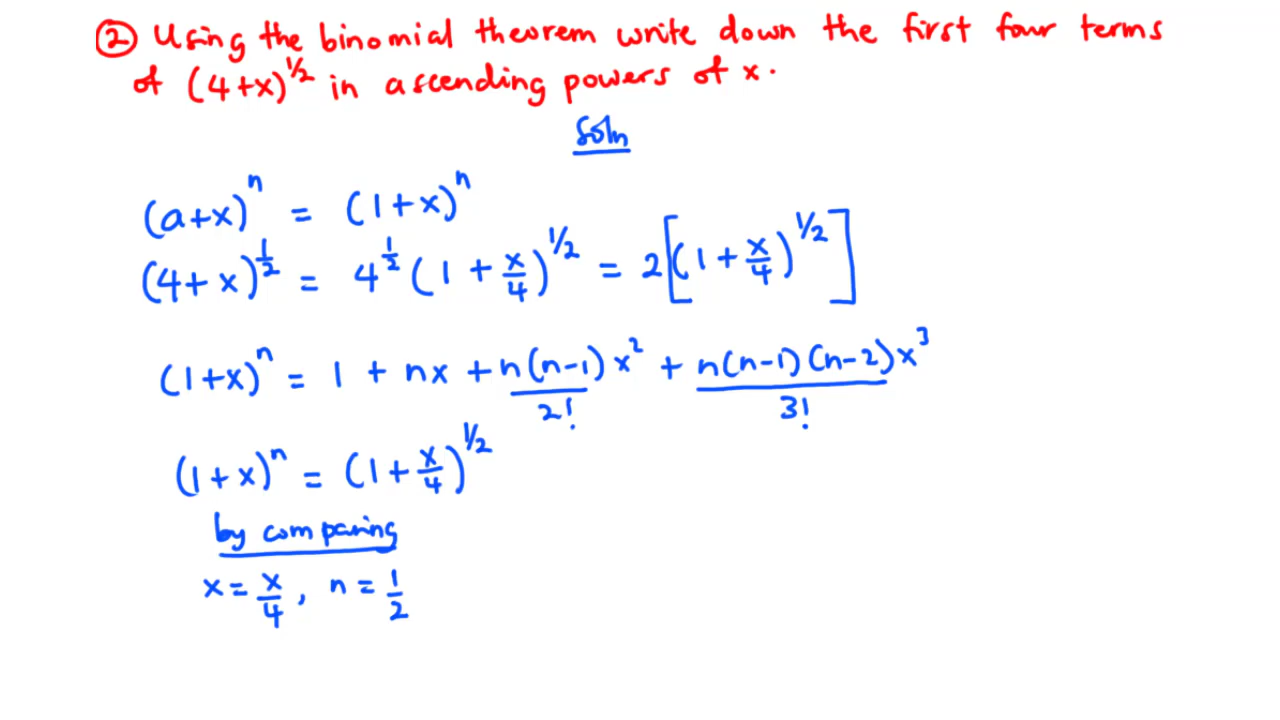 ② Using the binomial theorem write down the first four terms
of (4+x)^1/2 in ascending powers of x.
Soln
(a+x)^n = (1+x)^n
(4+x)^1/2 = 4^1/2 (1 + x/4)^1/2 = 2[(1 + x/4)^1/2]
(1+x)^n = 1 + nx + n(n-1)x^2/2! + n(n-1)(n-2)x^3/3!
(1+x)^n = (1 + x/4)^1/2
by comparing
x = x/4, n = 1/2